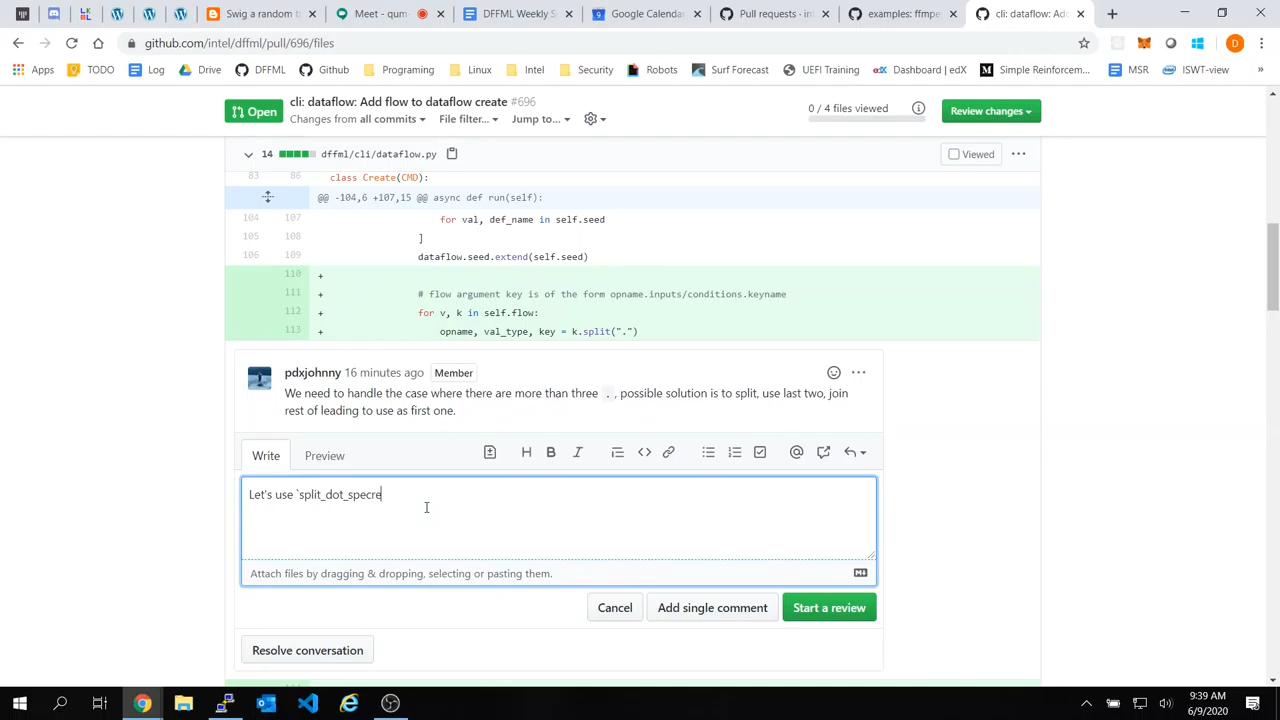 Swig a random t
Meet - qum
DFFML Weekly S
Google Calenda
Pull requests - int
examples: ffmpe
cli: dataflow: Add
github.com/intel/dffml/pull/696/files
Apps TODO Log Drive DFFML Github Programing Linux Intel Security Robots Surf Forecast UEFI Training Dashboard | edX Simple Reinforcem... MSR ISWT-view »
Open
cli: dataflow: Add flow to dataflow create #696
Changes from all commits File filter... Jump to...
0 / 4 files viewed
Review changes
14 dffml/cli/dataflow.py
Viewed
83 86 class Create(CMD):
@@ -104,6 +107,15 @@ async def run(self):
104 107 for val, def_name in self.seed
105 108 ]
106 109 dataflow.seed.extend(self.seed)
110 +
111 + # flow argument key is of the form opname.inputs/conditions.keyname
112 + for v, k in self.flow:
113 + opname, val_type, key = k.split(".")
pdxjohnny 16 minutes ago Member
We need to handle the case where there are more than three . , possible solution is to split, use last two, join
rest of leading to use as first one.
Write Preview
Let's use `split_dot_specre
Attach files by dragging & dropping, selecting or pasting them.
Cancel Add single comment Start a review
Resolve conversation
9:39 AM
6/9/2020